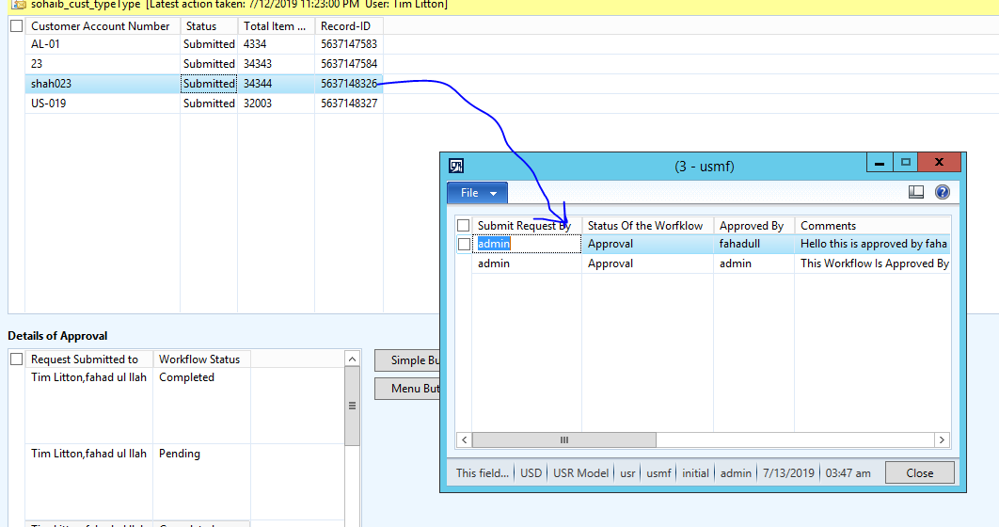 sohaib_cust_typeType [Latest action taken: 7/12/2019 11:23:00 PM User: Tim Litton]
Customer Account Number Status Total Item ... Record-ID
AL-01 Submitted 4334 5637147583
23 Submitted 34343 5637147584
shah023 Submitted 34344 5637148326
US-019 Submitted 32003 5637148327
(3 - usmf)
File
Submit Request By Status Of the Worfklow Approved By Comments
admin Approval fahadull Hello this is approved by faha
admin Approval admin This Workflow Is Approved By
Details of Approval
Request Submitted to Workflow Status
Tim Litton,fahad ul llah Completed
Simple Bu
Menu But
Tim Litton,fahad ul llah Pending
This field... USD USR Model usr usmf initial admin 7/13/2019 03:47 am Close